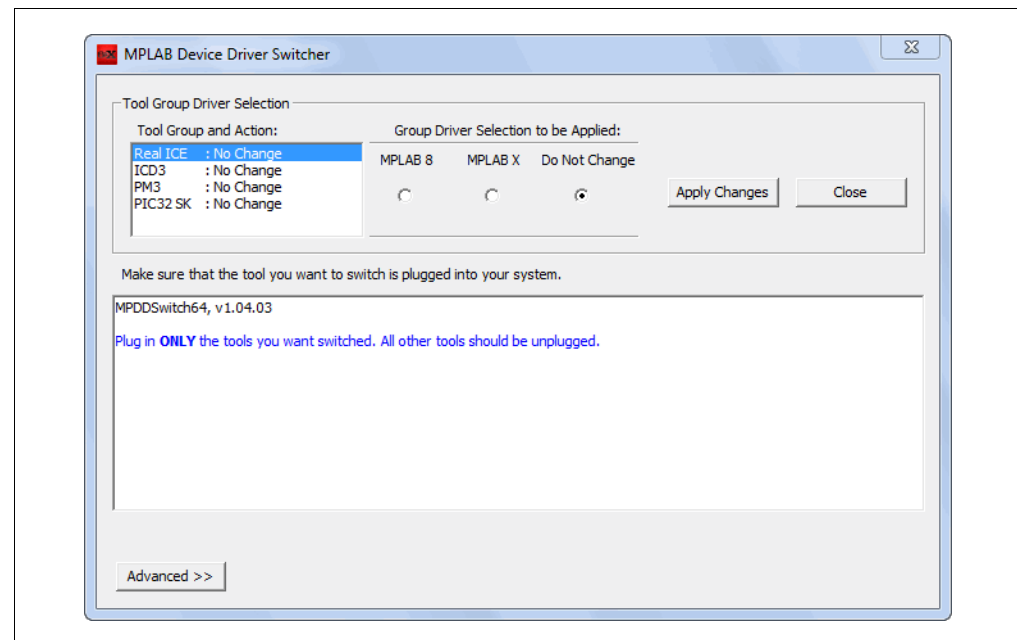 MPLAB Device Driver Switcher
Tool Group Driver Selection
Tool Group and Action:
Real ICE : No Change
ICD3 : No Change
PM3 : No Change
PIC32 SK : No Change
Group Driver Selection to be Applied:
MPLAB 8 MPLAB X Do Not Change
Apply Changes Close
Make sure that the tool you want to switch is plugged into your system.
MPDDSwitch64, v1.04.03
Plug in ONLY the tools you want switched. All other tools should be unplugged.
Advanced >>